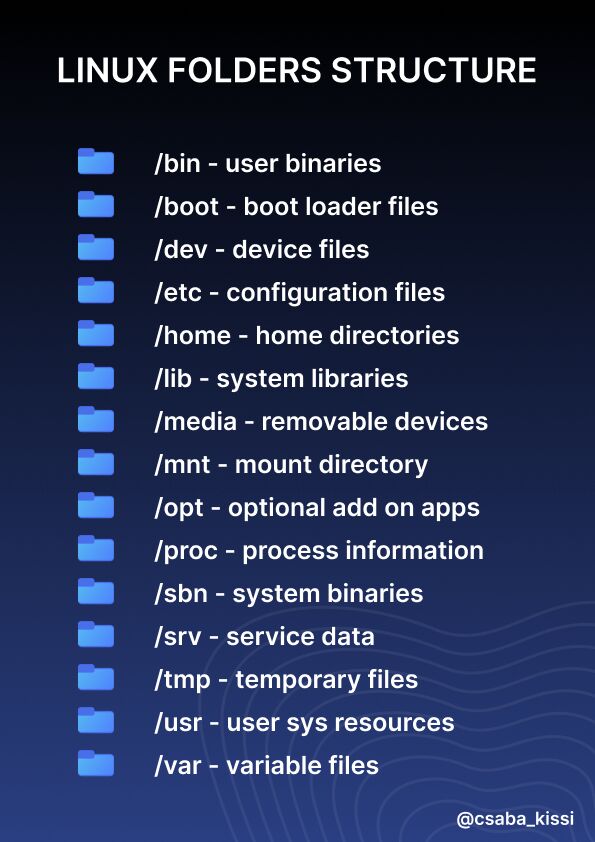 LINUX FOLDERS STRUCTURE
/bin - user binaries
/boot - boot loader files
/dev - device files
/etc - configuration files
/home - home directories
/lib - system libraries
/media - removable devices
/mnt - mount directory
/opt - optional add on apps
/proc - process information
/sbn - system binaries
/srv - service data
/tmp - temporary files
/usr - user sys resources
/var - variable files
@csaba_kissi